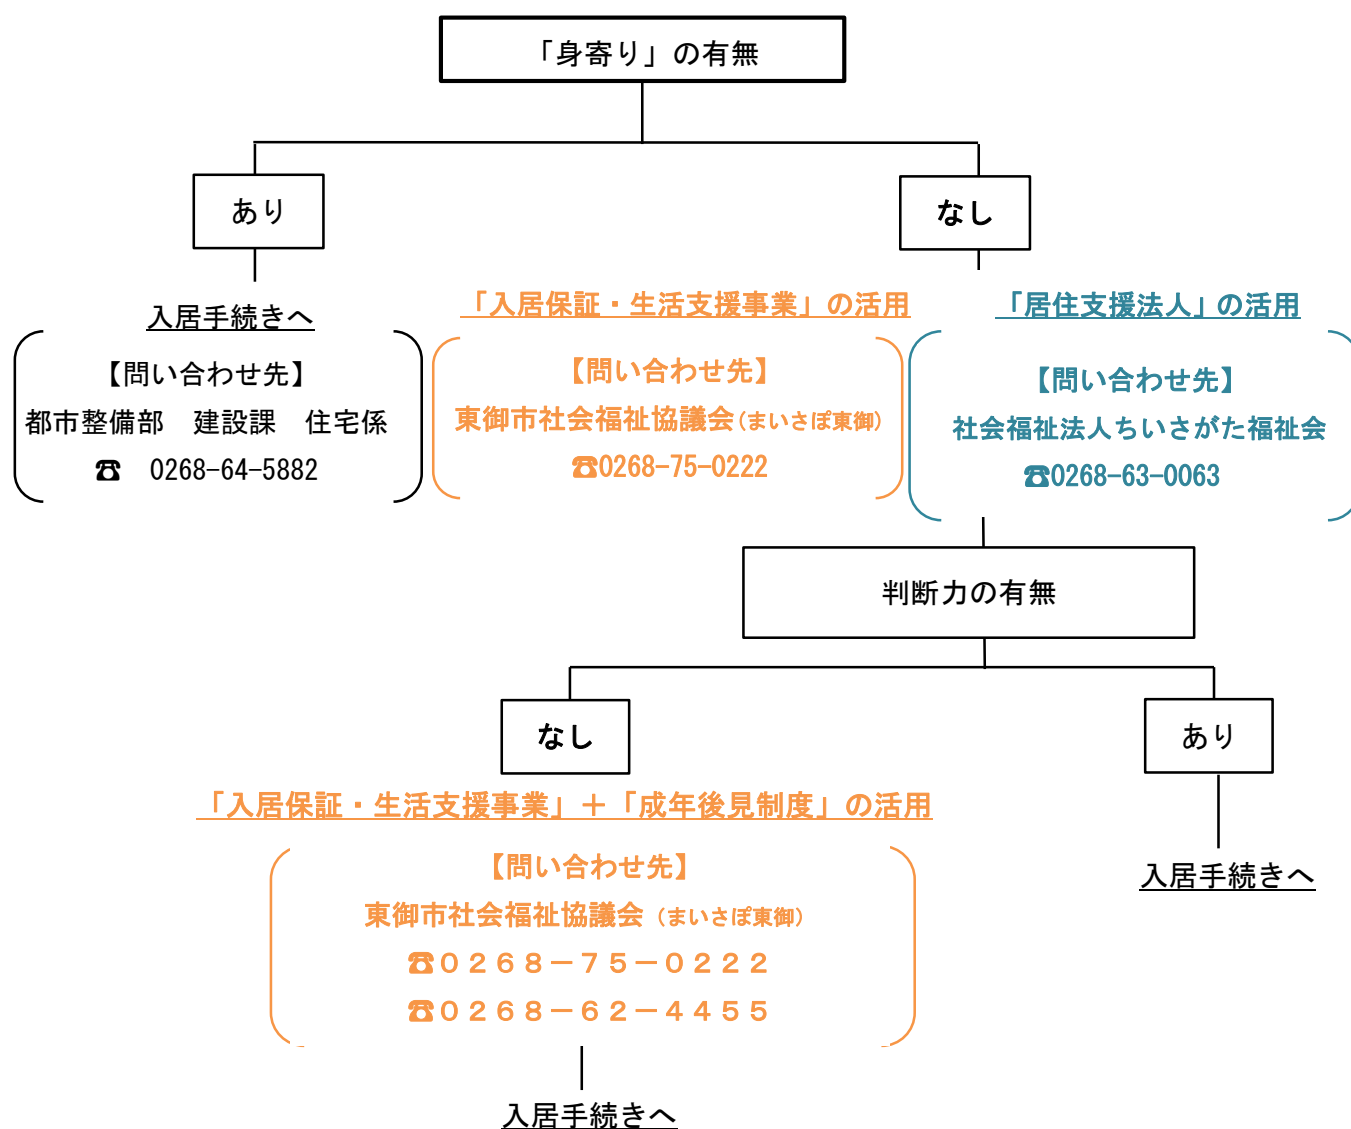 「身寄り」の有無
あり
なし
入居手続きへ
【問い合わせ先】
都市整備部　建設課　住宅係
☎　0268-64-5882
「入居保証・生活支援事業」の活用
【問い合わせ先】
東御市社会福祉協議会(まいさぽ東御)
☎0268-75-0222
「居住支援法人」の活用
【問い合わせ先】
社会福祉法人ちいさがた福祉会
☎0268-63-0063
判断力の有無
なし
あり
「入居保証・生活支援事業」＋「成年後見制度」の活用
【問い合わせ先】
東御市社会福祉協議会（まいさぽ東御）
☎０２６８－７５－０２２２
☎０２６８－６２－４４５５
入居手続きへ
入居手続きへ